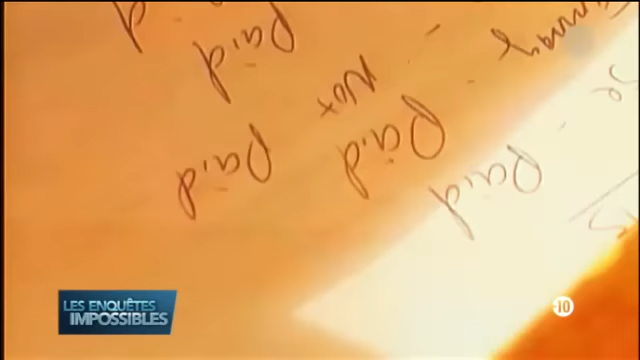 - Paid
- Paid
Not Paid
- Paid
LES ENQUÊTES
IMPOSSIBLES
-10